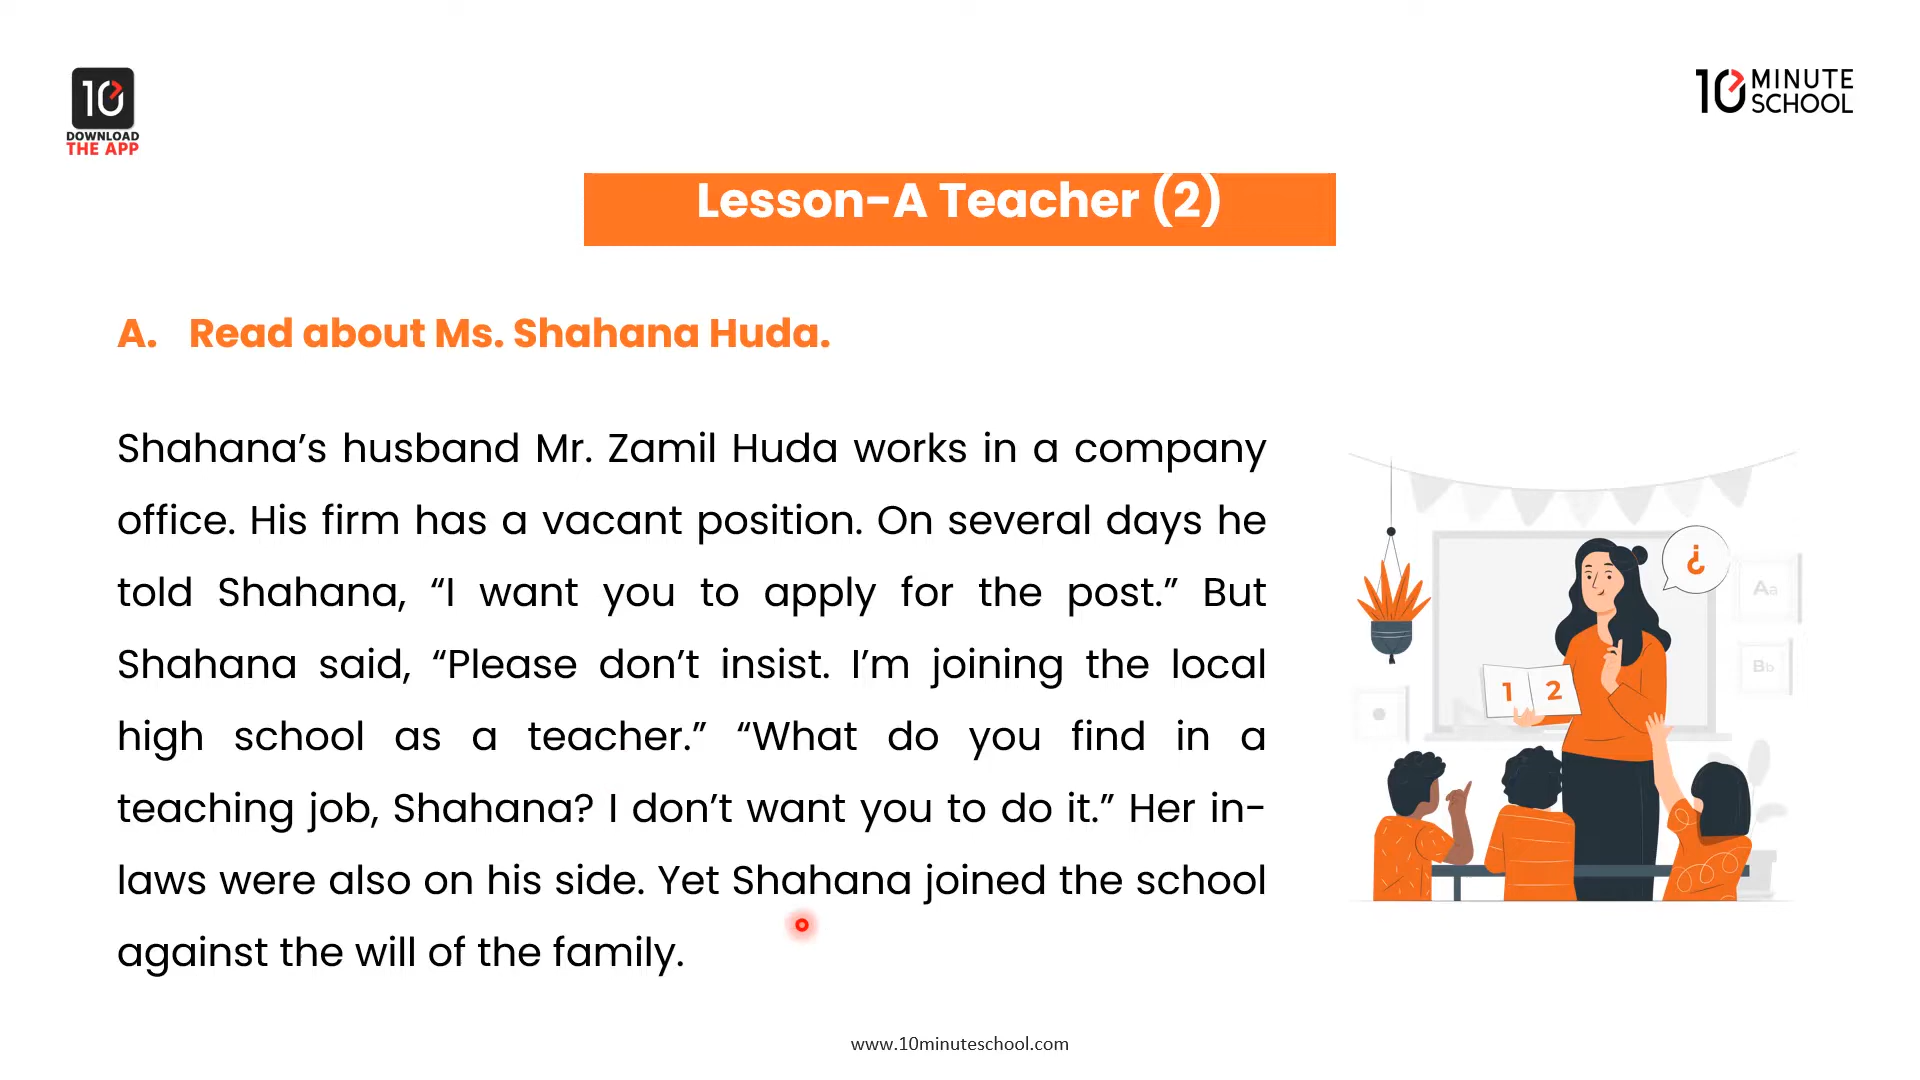 10
DOWNLOAD
THE APP
10 MINUTE
SCHOOL
Lesson-A Teacher (2)
A. Read about Ms. Shahana Huda.
Shahana’s husband Mr. Zamil Huda works in a company
office. His firm has a vacant position. On several days he
told Shahana, “I want you to apply for the post.” But
Shahana said, “Please don’t insist. I’m joining the local
high school as a teacher.” “What do you find in a
teaching job, Shahana? I don’t want you to do it.” Her in-
laws were also on his side. Yet Shahana joined the school
against the will of the family.
¿
Aa
Bb
1 2
www.10minuteschool.com